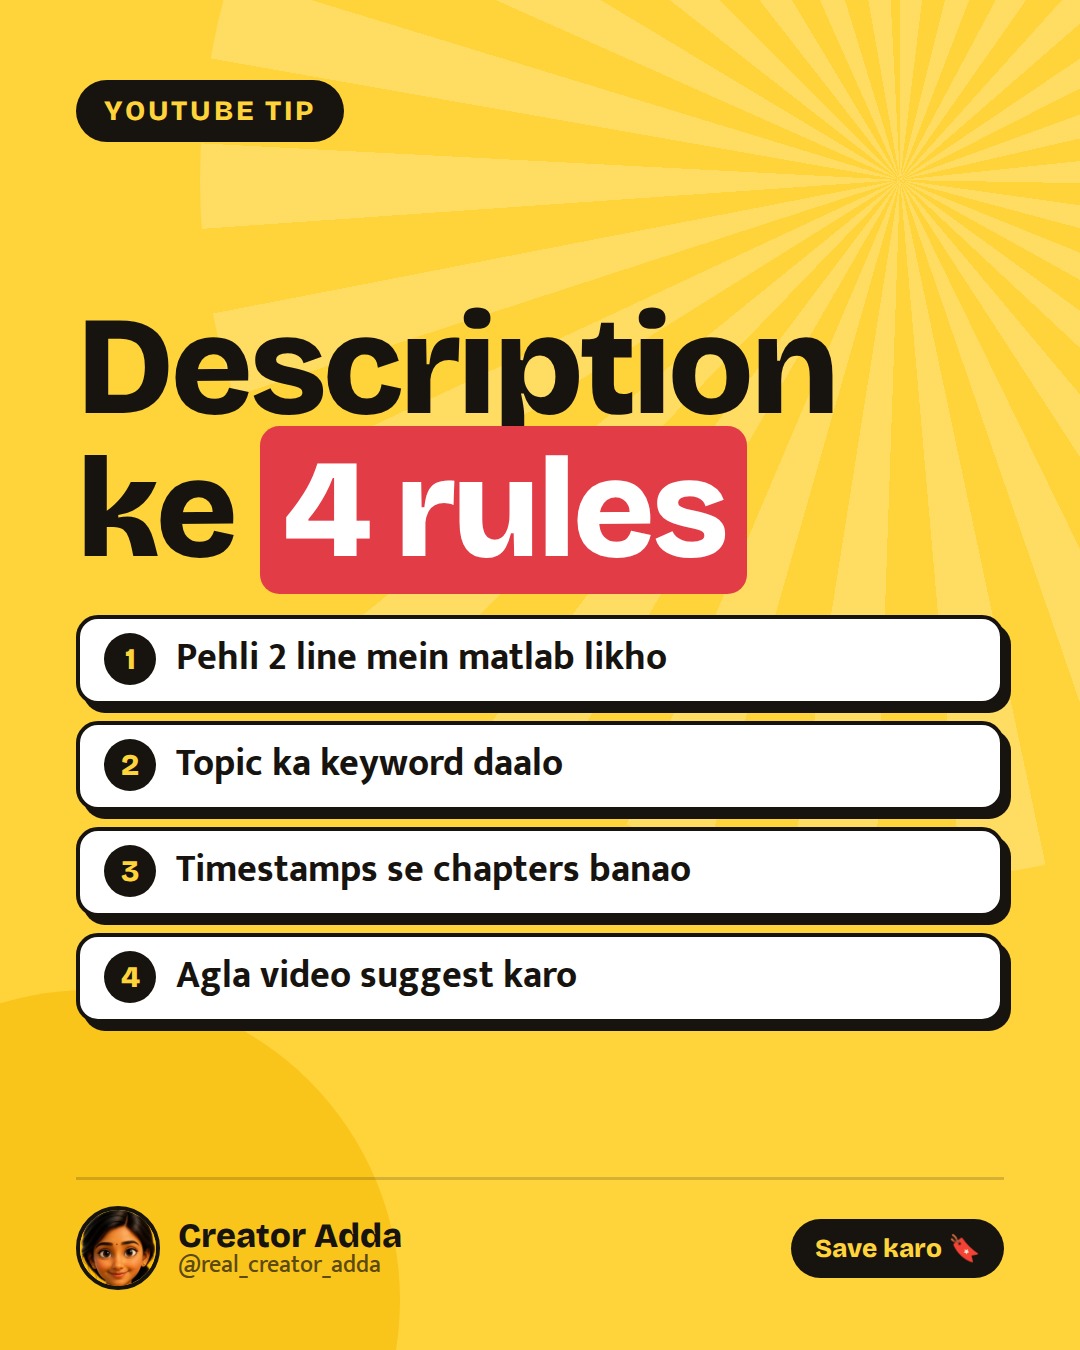 YOUTUBE TIP
Description
ke 4 rules
1 Pehli 2 line mein matlab likho
2 Topic ka keyword daalo
3 Timestamps se chapters banao
4 Agla video suggest karo
Creator Adda
@real_creator_adda
Save karo 🔖